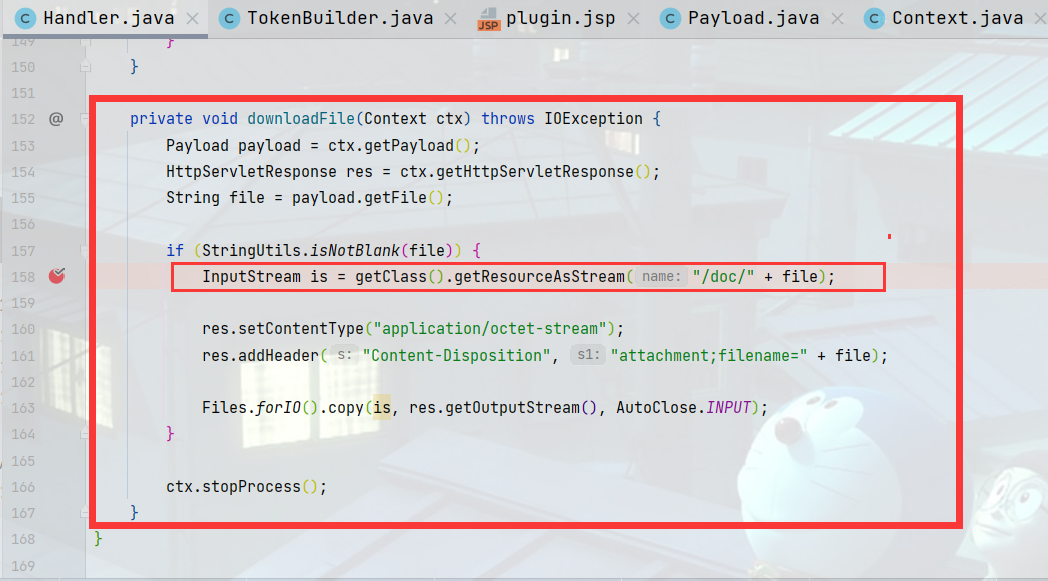 Handler.java × TokenBuilder.java × JSP plugin.jsp × Payload.java × Context.java ×
149 }
150 }
151
152 @ private void downloadFile(Context ctx) throws IOException {
153 Payload payload = ctx.getPayload();
154 HttpServletResponse res = ctx.getHttpServletResponse();
155 String file = payload.getFile();
156
157 if (StringUtils.isNotBlank(file)) {
158 InputStream is = getClass().getResourceAsStream( name: "/doc/" + file);
159
160 res.setContentType("application/octet-stream");
161 res.addHeader( s: "Content-Disposition", s1: "attachment;filename=" + file);
162
163 Files.forIO().copy(is, res.getOutputStream(), AutoClose.INPUT);
164 }
165
166 ctx.stopProcess();
167 }
168 }
169